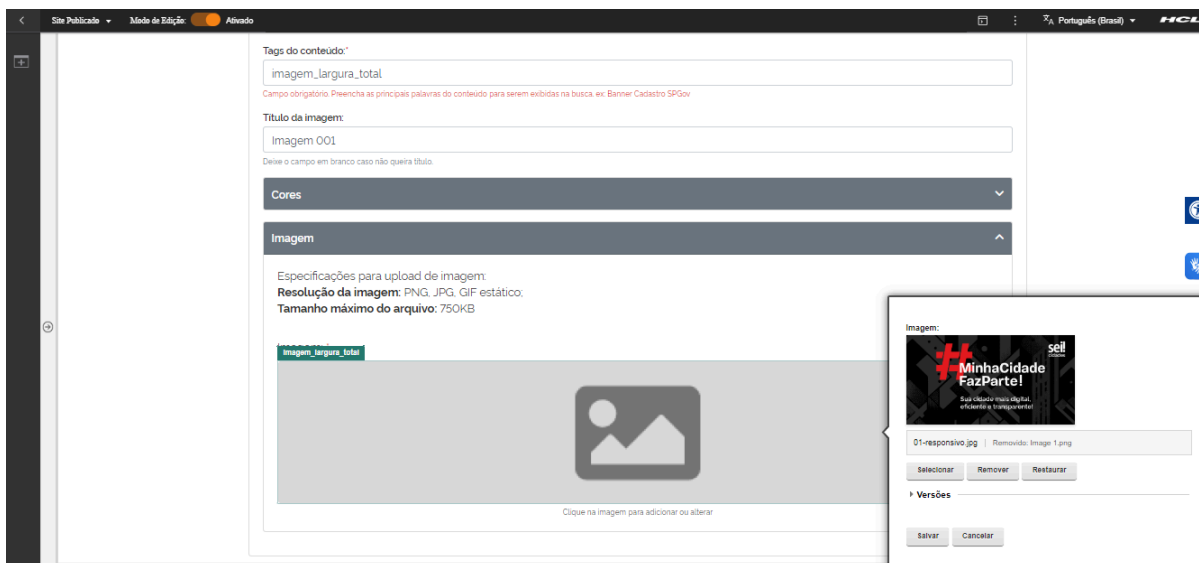 Site Publicado
Modo de Edição:
Ativado
Português (Brasil)
HCL
Tags do conteúdo:*
imagem_largura_total
Campo obrigatório. Preencha as principais palavras do conteúdo para serem exibidas na busca. ex: Banner Cadastro SPGov
Título da imagem:
Imagem 001
Deixe o campo em branco caso não queira título.
Cores
Imagem
Especificações para upload de imagem:
Resolução da imagem: PNG, JPG, GIF estático;
Tamanho máximo do arquivo: 750KB
Imagem_largura_total
Clique na imagem para adicionar ou alterar
Imagem:
sei!
cidades
#MinhaCidade
FazParte!
Sua cidade mais digital,
eficiente e transparente!
01-responsivo.jpg | Removido: Image 1.png
Selecionar
Remover
Restaurar
Versões
Salvar
Cancelar